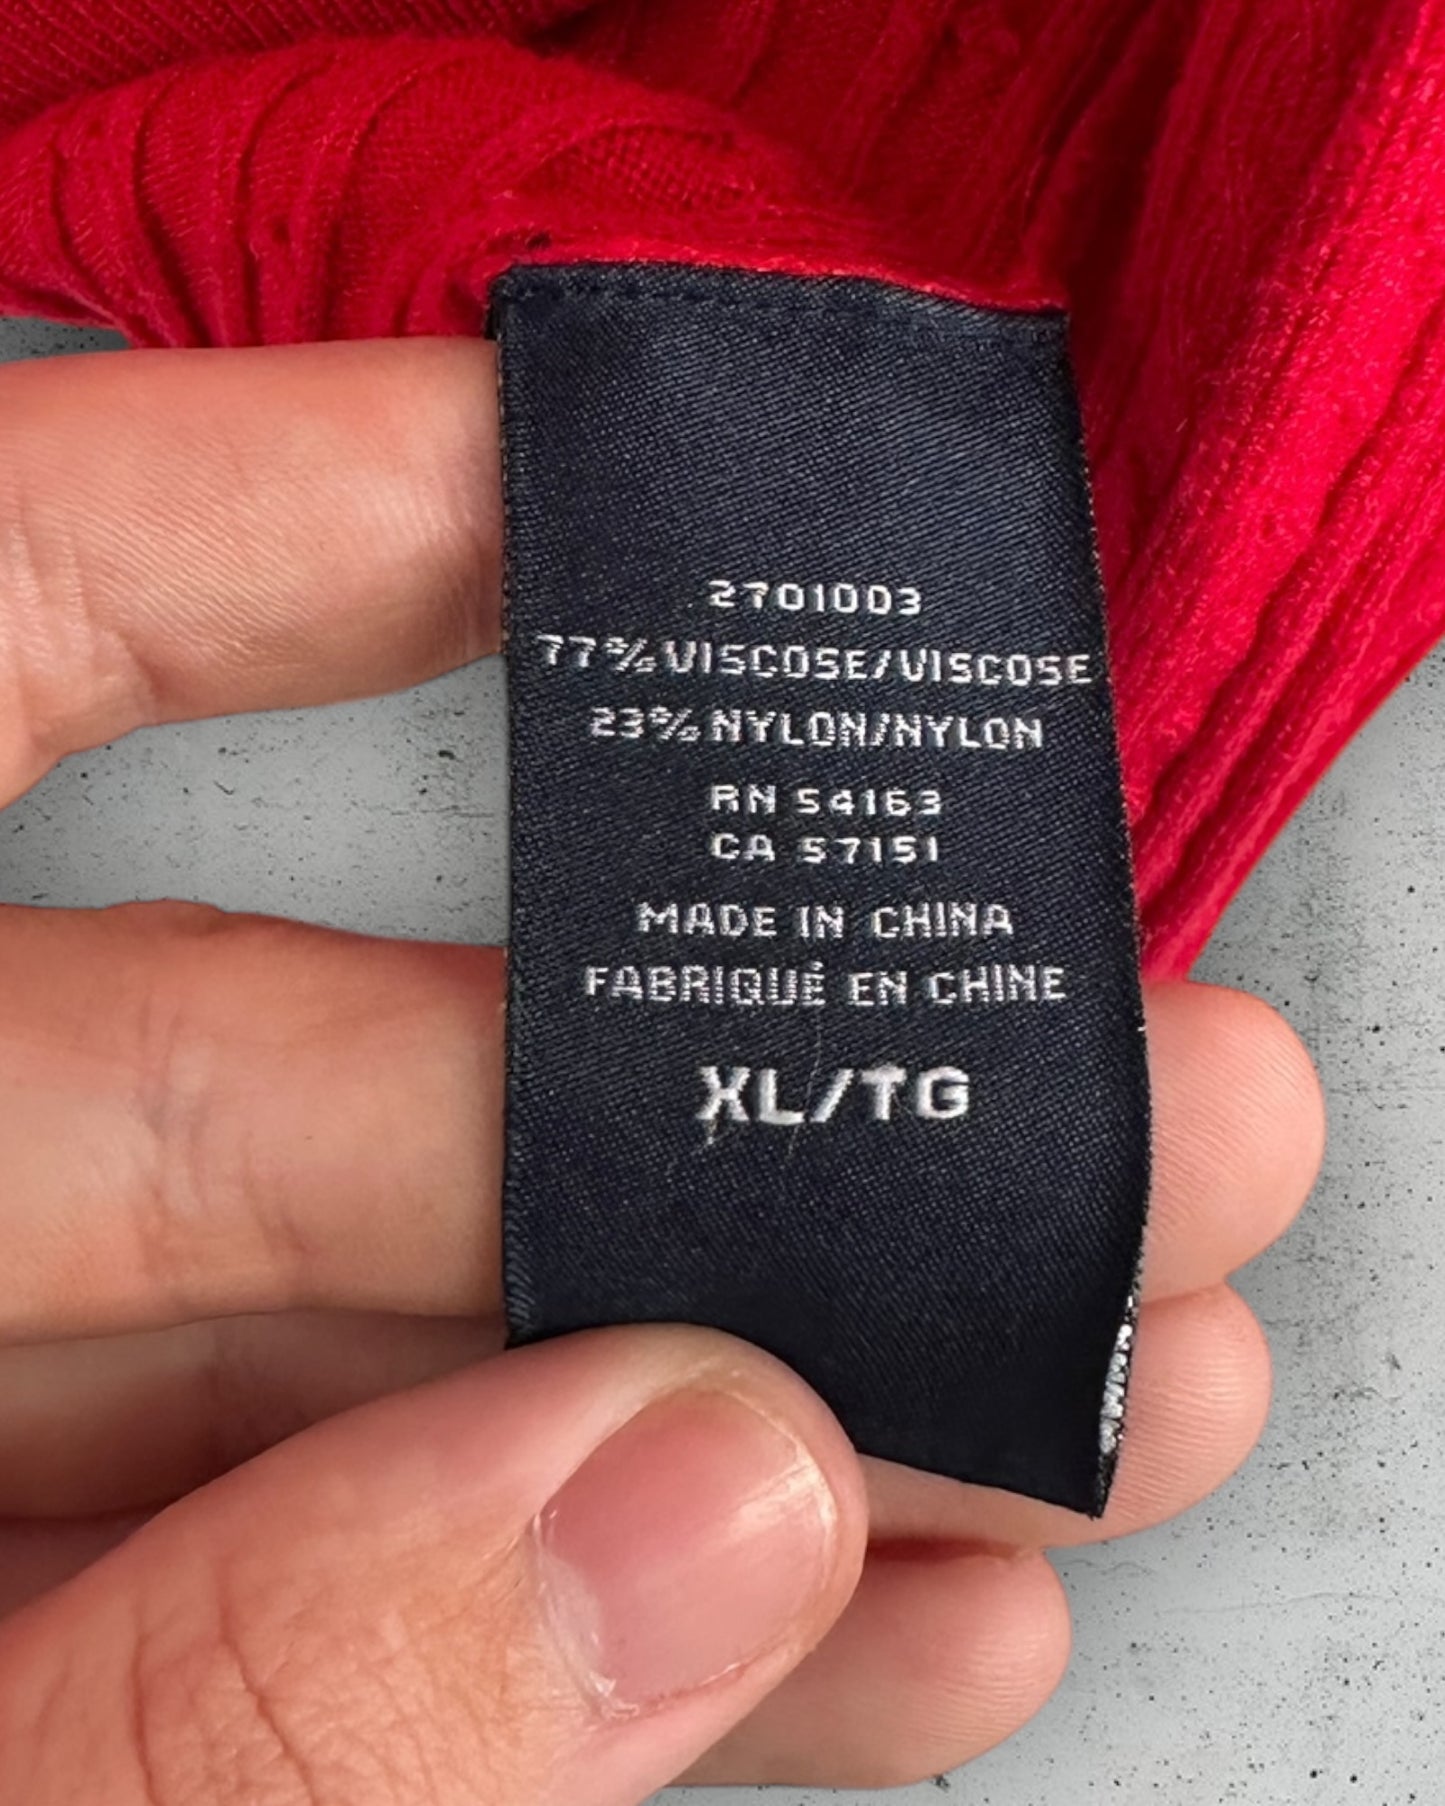 2701003
77% VISCOSE/VISCOSE
23% NYLON/NYLON
RN 54163
CA 57151
MADE IN CHINA
FABRIQUÉ EN CHINE
XL/TG